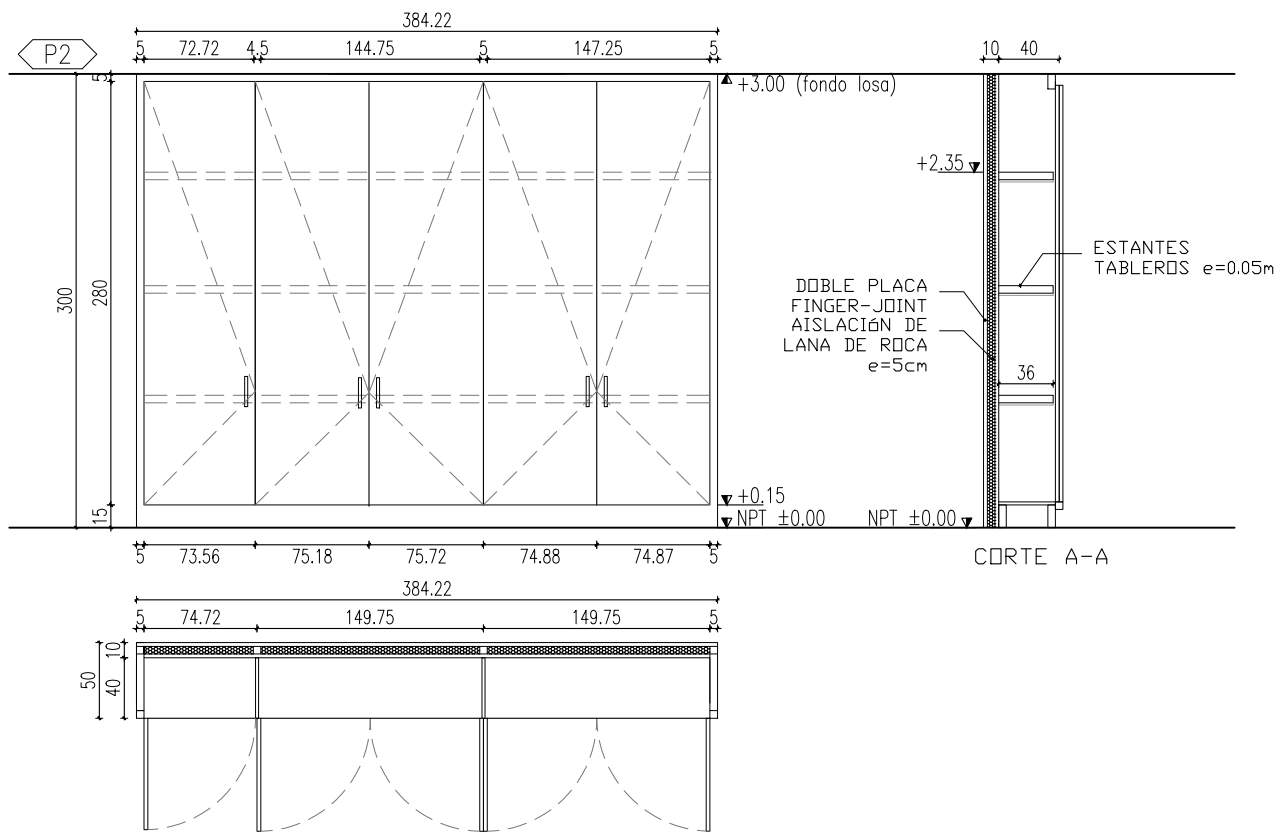 384.22
5 72.72 4.5 144.75 5 147.25 5
10 40
P2
5
+3.00 (fondo losa)
+2.35
ESTANTES
TABLEROS e=0.05m
DOBLE PLACA
FINGER-JOINT
AISLACIóN DE
LANA DE ROCA
e=5cm
300
280
36
+0.15
15
NPT ±0.00
NPT ±0.00
5 73.56 75.18 75.72 74.88 74.87 5
CORTE A-A
384.22
5 74.72 149.75 149.75 5
10
50
40